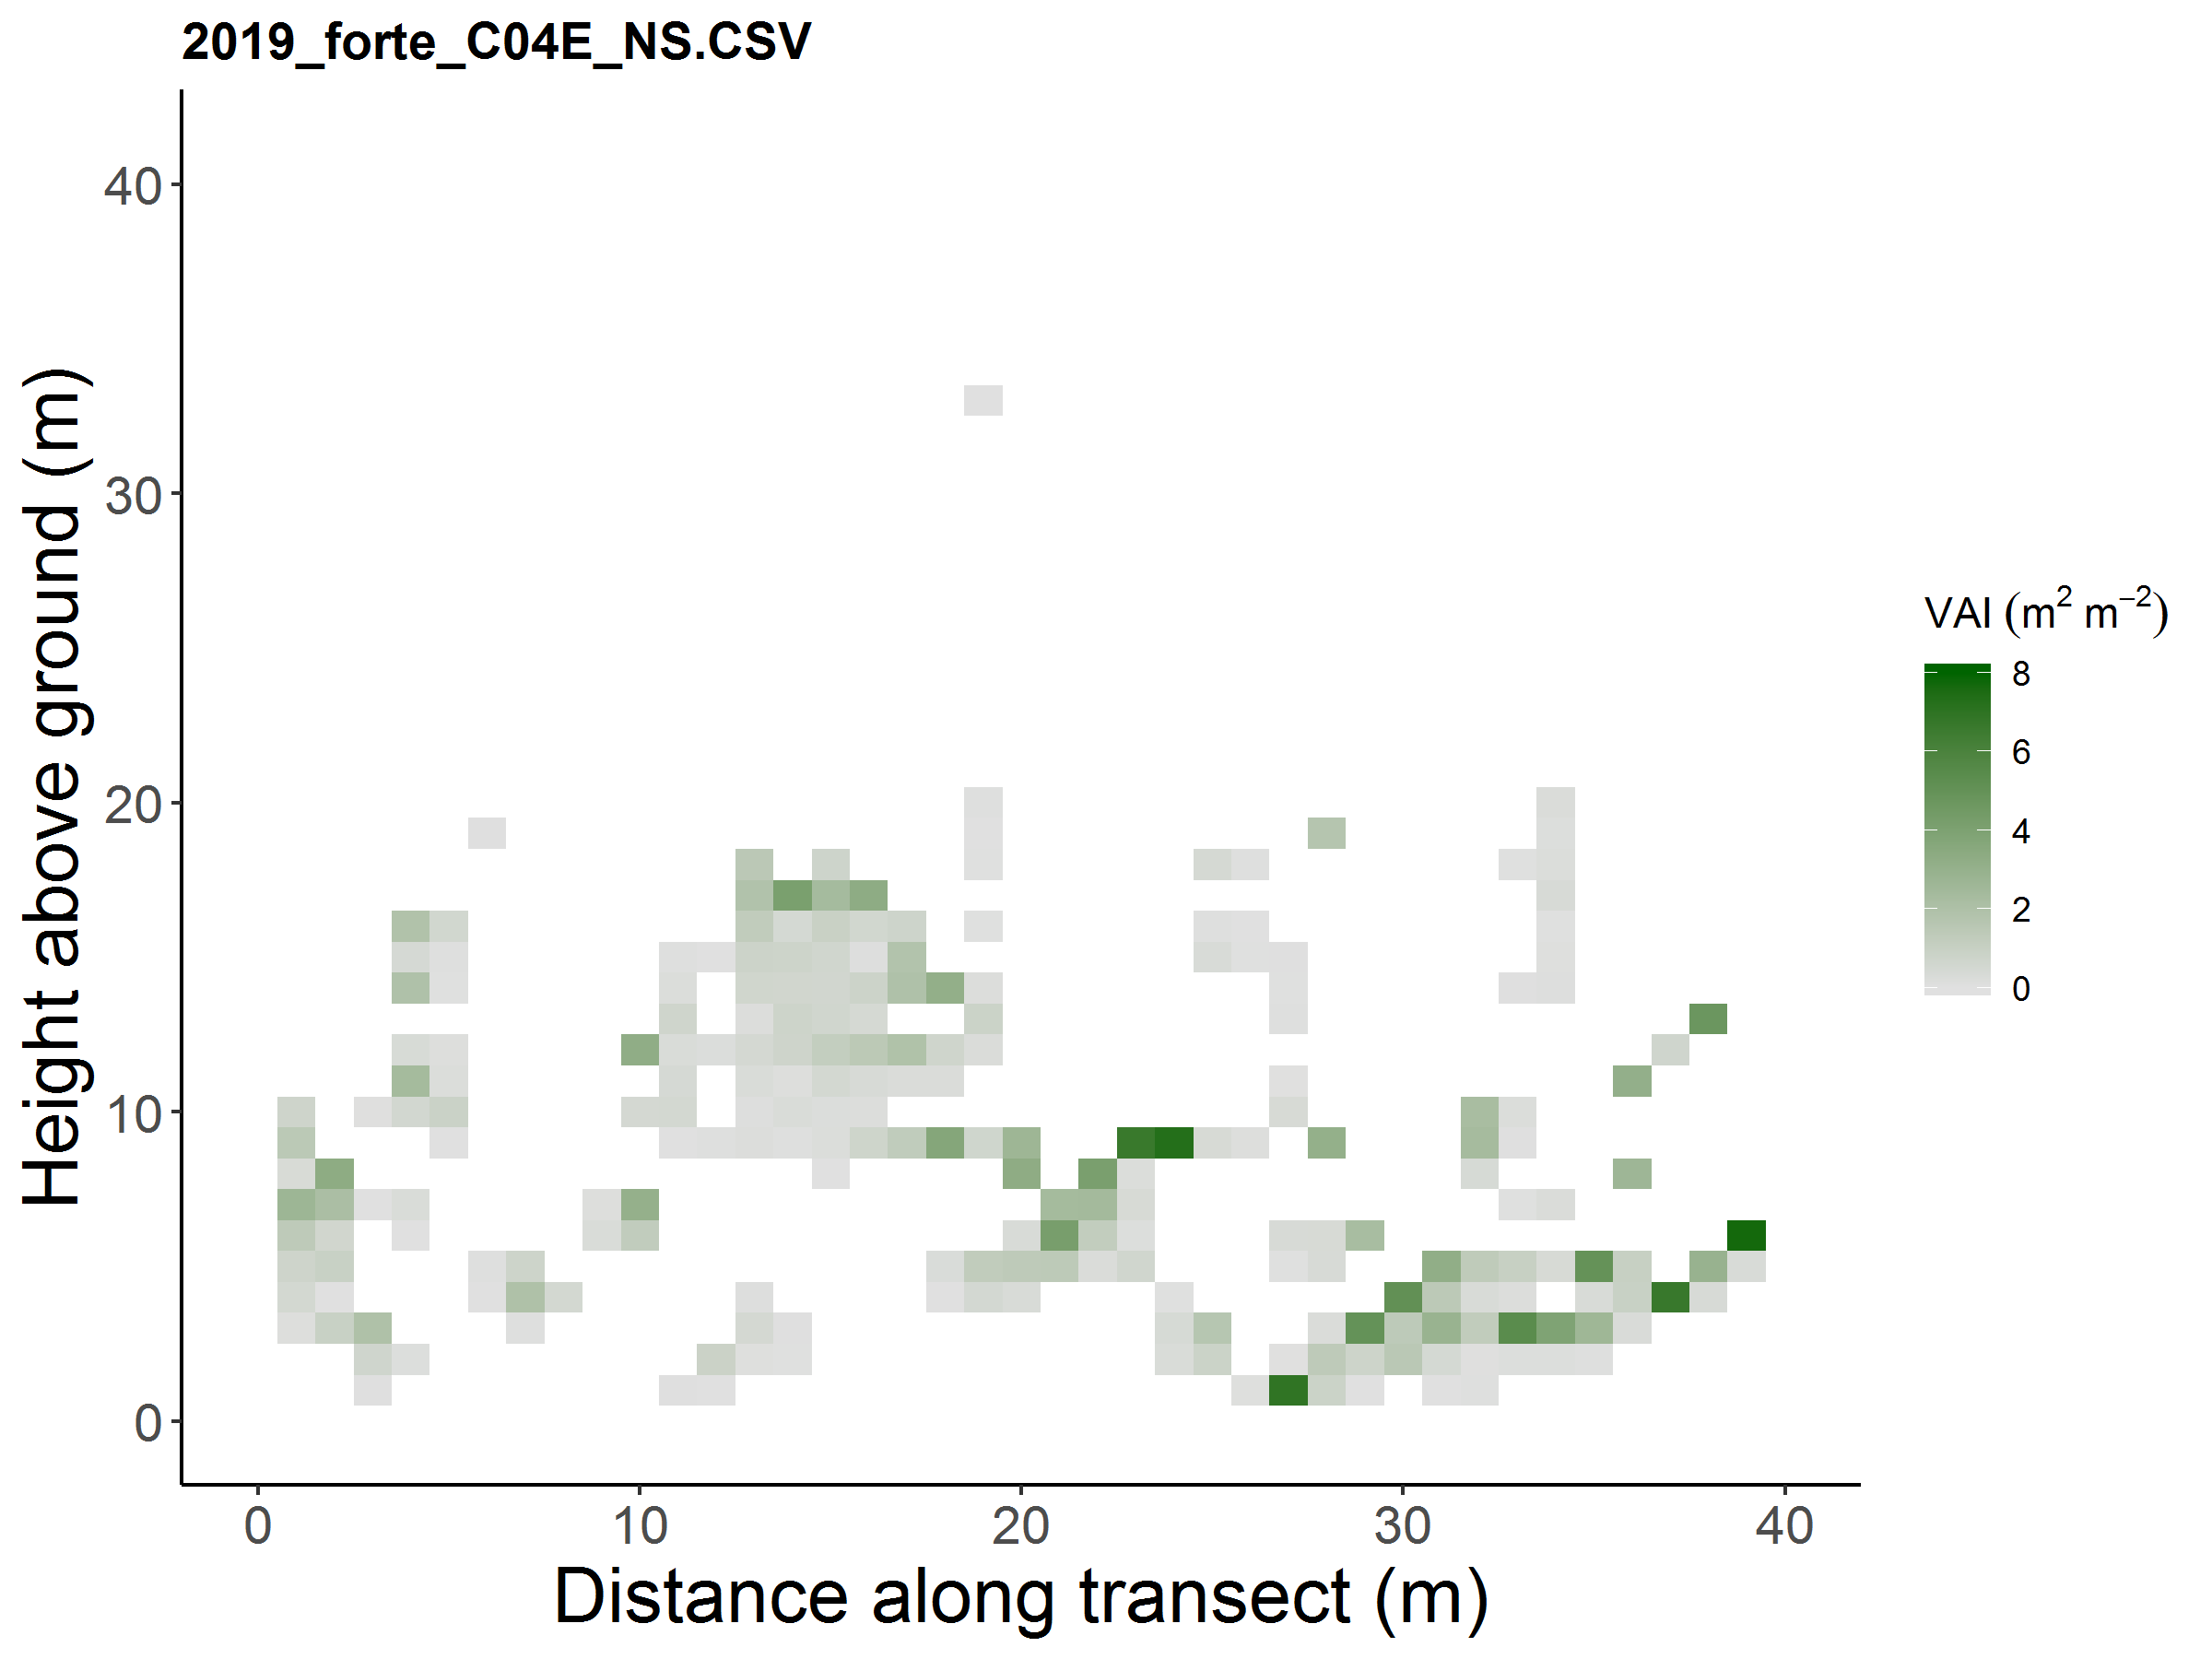 2019_forte_C04E_NS.CSV
Height above ground (m)
40
30
20
10
0
0 10 20 30 40
Distance along transect (m)
VAI (m² m⁻²)
8
6
4
2
0